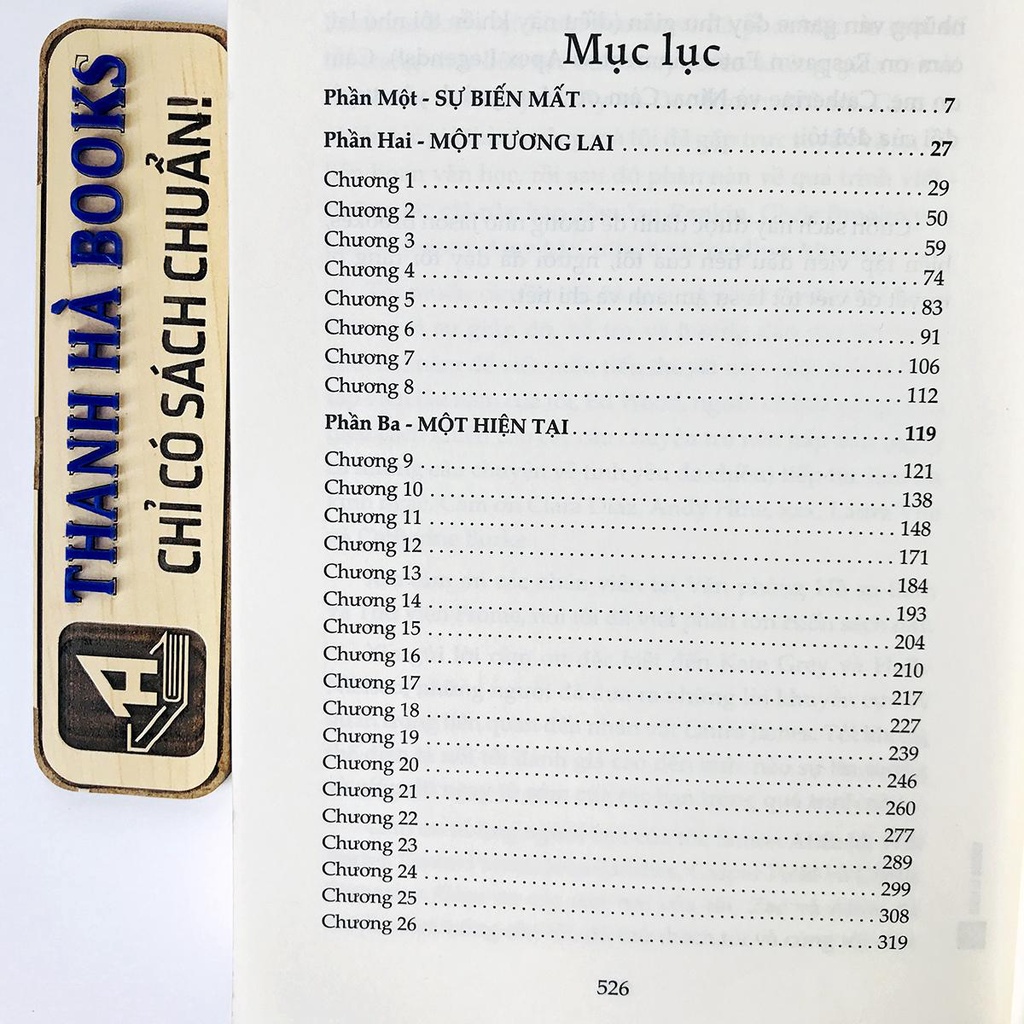 THANH HÀ BOOKS
CHỈ CÓ SÁCH CHUẨN!
Mục lục
Phần Một - SỰ BIẾN MẤT 7
Phần Hai - MỘT TƯƠNG LAI 27
Chương 1 29
Chương 2 50
Chương 3 59
Chương 4 74
Chương 5 83
Chương 6 91
Chương 7 106
Chương 8 112
Phần Ba - MỘT HIỆN TẠI 119
Chương 9 121
Chương 10 138
Chương 11 148
Chương 12 171
Chương 13 184
Chương 14 193
Chương 15 204
Chương 16 210
Chương 17 217
Chương 18 227
Chương 19 239
Chương 20 246
Chương 21 260
Chương 22 277
Chương 23 289
Chương 24 299
Chương 25 308
Chương 26 319
526